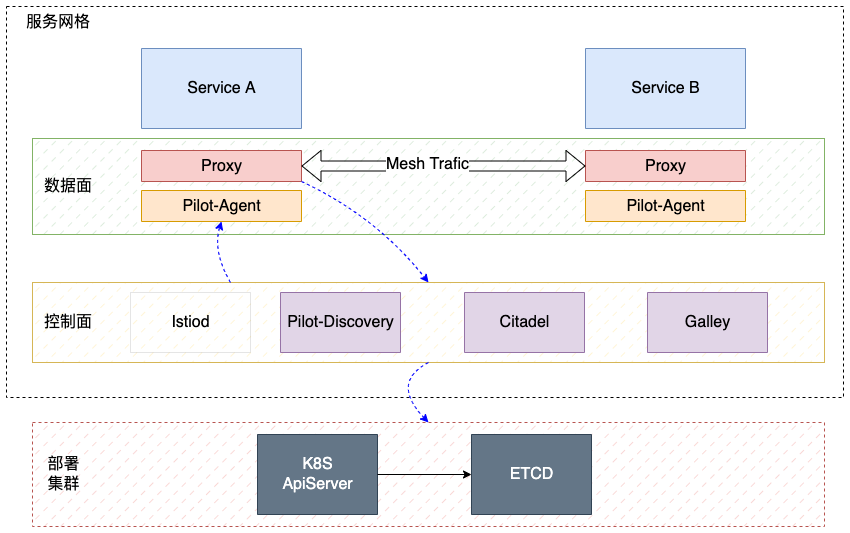 服务网格
Service A
Service B
数据面
Proxy
Mesh Trafic
Proxy
Pilot-Agent
Pilot-Agent
控制面
Istiod
Pilot-Discovery
Citadel
Galley
部署
集群
K8S
ApiServer
ETCD